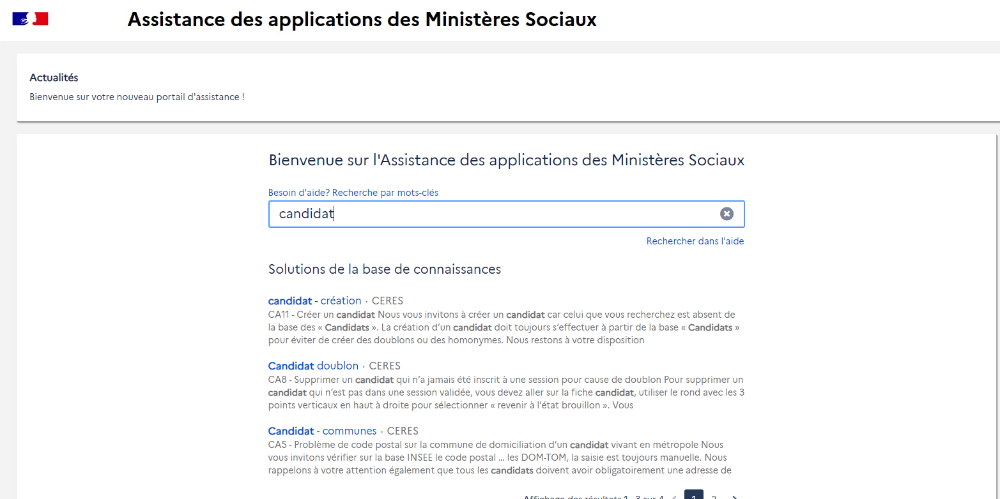 Assistance des applications des Ministères Sociaux
Actualités
Bienvenue sur votre nouveau portail d'assistance !
Bienvenue sur l'Assistance des applications des Ministères Sociaux
Besoin d'aide? Recherche par mots-clés
candidat
Rechercher dans l'aide
Solutions de la base de connaissances
candidat - création · CERES
CA11 - Créer un candidat Nous vous invitons à créer un candidat car celui que vous recherchez est absent de
la base des « Candidats ». La création d’un candidat doit toujours s’effectuer à partir de la base « Candidats »
pour éviter de créer des doublons ou des homonymes. Nous restons à votre disposition
Candidat doublon · CERES
CA8 - Supprimer un candidat qui n’a jamais été inscrit à une session pour cause de doublon Pour supprimer un
candidat qui n’est pas dans une session validée, vous devez aller sur la fiche candidat, utiliser le rond avec les 3
points verticaux en haut à droite pour sélectionner « revenir à l’état brouillon ». Vous
Candidat - communes · CERES
CA5 - Problème de code postal sur la commune de domiciliation d’un candidat vivant en métropole Nous
vous invitons vérifier sur la base INSEE le code postal ... les DOM-TOM, la saisie est toujours manuelle. Nous
rappelons à votre attention également que tous les candidats doivent avoir obligatoirement une adresse de
Affichage des résultats 1 - 3 sur 4 < 1 2 >